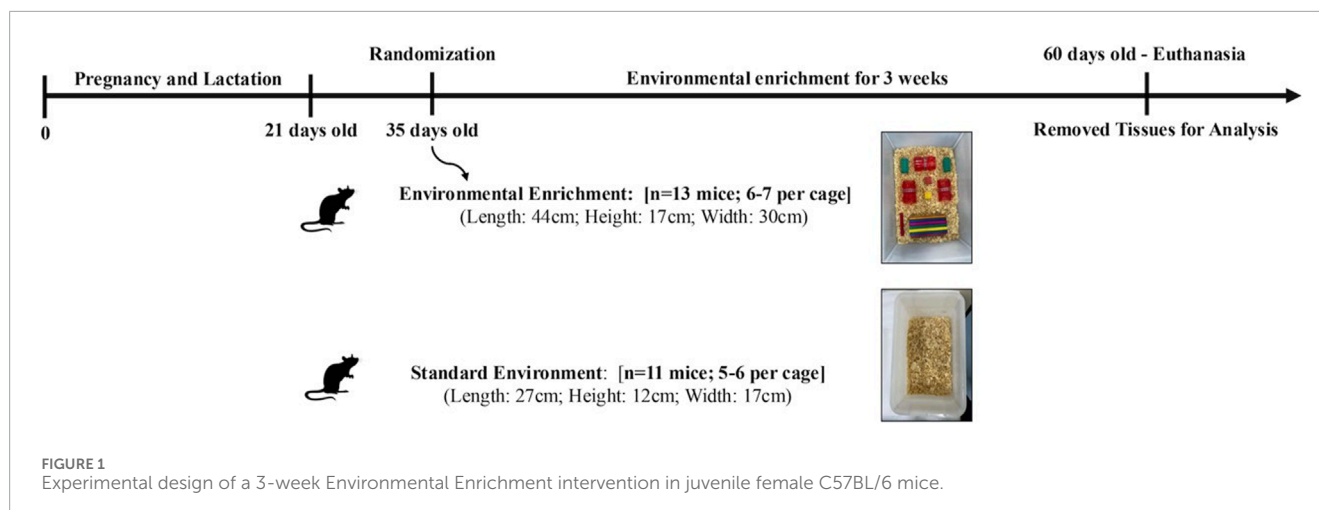 Randomization
60 days old - Euthanasia
Pregnancy and Lactation
Environmental enrichment for 3 weeks
0
21 days old
35 days old
Removed Tissues for Analysis
Environmental Enrichment: [n=13 mice; 6-7 per cage]
(Length: 44cm; Height: 17cm; Width: 30cm)
Standard Environment: [n=11 mice; 5-6 per cage]
(Length: 27cm; Height: 12cm; Width: 17cm)
FIGURE 1
Experimental design of a 3-week Environmental Enrichment intervention in juvenile female C57BL/6 mice.